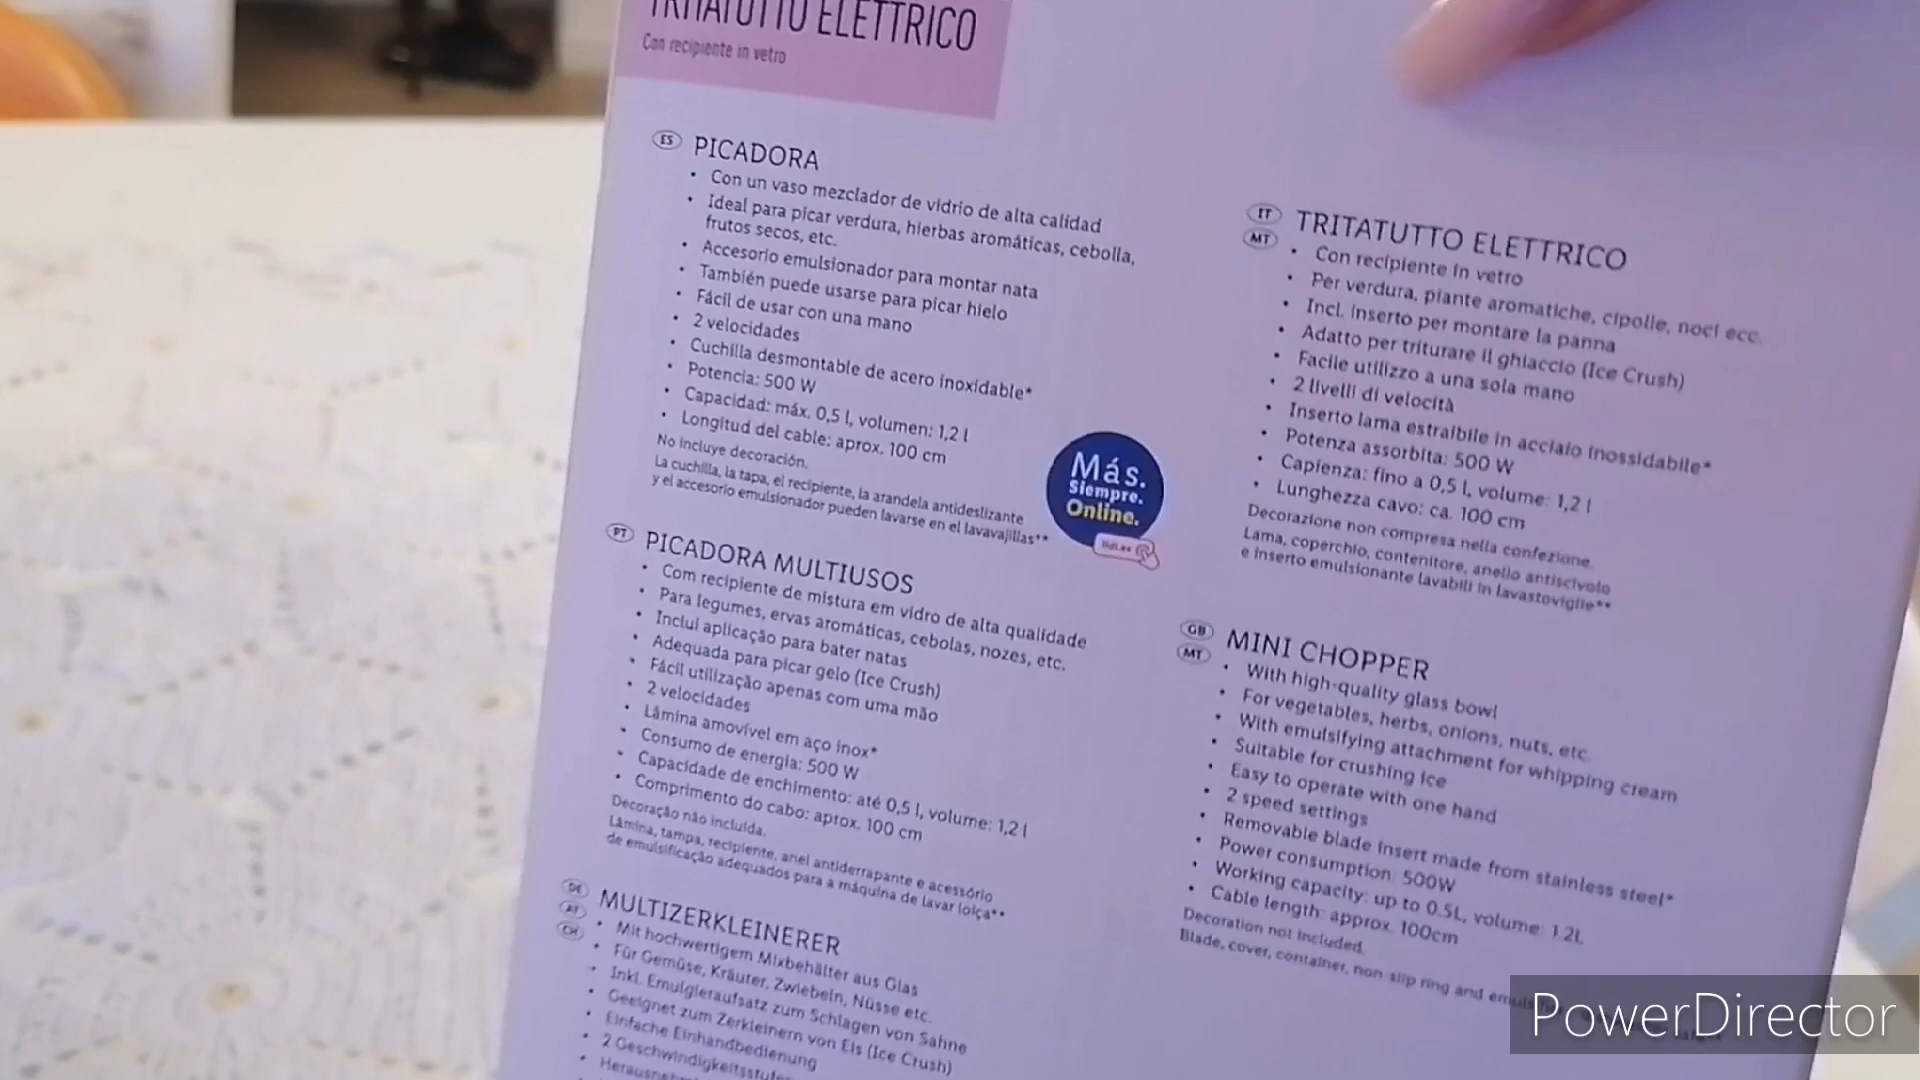 TRITATUTTO ELETTRICO
Con recipiente in vetro
ES PICADORA
• Con un vaso mezclador de vidrio de alta calidad
• Ideal para picar verdura, hierbas aromáticas, cebolla,
frutos secos, etc.
• Accesorio emulsionador para montar nata
• También puede usarse para picar hielo
• Fácil de usar con una mano
• 2 velocidades
• Cuchilla desmontable de acero inoxidable*
• Potencia: 500 W
• Capacidad: máx. 0,5 l, volumen: 1,2 l
• Longitud del cable: aprox. 100 cm
No incluye decoración.
La cuchilla, la tapa, el recipiente, la arandela antideslizante
y el accesorio emulsionador pueden lavarse en el lavavajillas**
Más.
Siempre.
Online.
lidl.es
PT PICADORA MULTIUSOS
• Com recipiente de mistura em vidro de alta qualidade
• Para legumes, ervas aromáticas, cebolas, nozes, etc.
• Inclui aplicação para bater natas
• Adequada para picar gelo (Ice Crush)
• Fácil utilização apenas com uma mão
• 2 velocidades
• Lâmina amovível em aço inox*
• Consumo de energia: 500 W
• Capacidade de enchimento: até 0,5 l, volume: 1,2 l
• Comprimento do cabo: aprox. 100 cm
Decoração não incluída.
Lâmina, tampa, recipiente, anel antiderrapante e acessório
de emulsificação adequados para a máquina de lavar loiça**
DE AT CH MULTIZERKLEINERER
• Mit hochwertigem Mixbehälter aus Glas
• Für Gemüse, Kräuter, Zwiebeln, Nüsse etc.
• Inkl. Emulgieraufsatz zum Schlagen von Sahne
• Geeignet zum Zerkleinern von Eis (Ice Crush)
• Einfache Einhandbedienung
• 2 Geschwindigkeitsstufen
IT MT TRITATUTTO ELETTRICO
• Con recipiente in vetro
• Per verdura, piante aromatiche, cipolle, noci ecc.
• Incl. inserto per montare la panna
• Adatto per triturare il ghiaccio (Ice Crush)
• Facile utilizzo a una sola mano
• 2 livelli di velocità
• Inserto lama estraibile in acciaio inossidabile*
• Potenza assorbita: 500 W
• Capienza: fino a 0,5 l, volume: 1,2 l
• Lunghezza cavo: ca. 100 cm
Decorazione non compresa nella confezione.
Lama, coperchio, contenitore, anello antiscivolo
e inserto emulsionante lavabili in lavastoviglie**
GB MT MINI CHOPPER
• With high-quality glass bowl
• For vegetables, herbs, onions, nuts, etc.
• With emulsifying attachment for whipping cream
• Suitable for crushing ice
• Easy to operate with one hand
• 2 speed settings
• Removable blade insert made from stainless steel*
• Power consumption: 500W
• Working capacity: up to 0.5L, volume: 1.2L
• Cable length: approx. 100cm
Decoration not included.
Blade, cover, container, non-slip ring and
PowerDirector